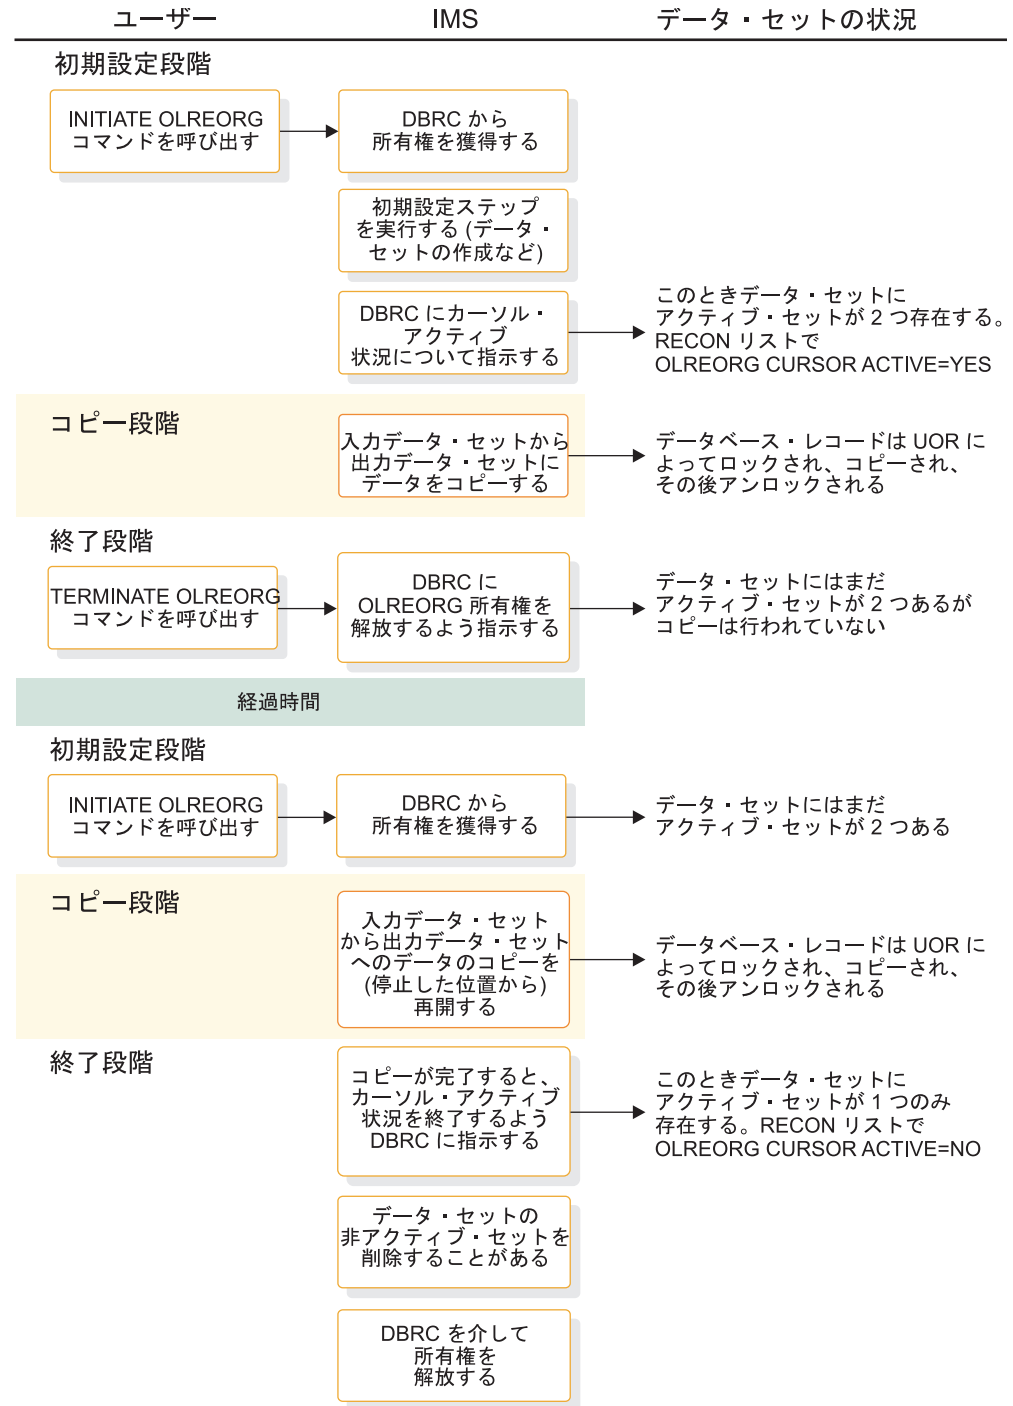 ユーザー
IMS
データ・セットの状況
初期設定段階
INITIATE OLREORG
コマンドを呼び出す
DBRC から
所有権を獲得する
初期設定ステップ
を実行する (データ・
セットの作成など)
DBRC にカーソル・
アクティブ
状況について指示する
このときデータ・セットに
アクティブ・セットが 2 つ存在する。
RECON リストで
OLREORG CURSOR ACTIVE=YES
コピー段階
入力データ・セットから
出力データ・セットに
データをコピーする
データベース・レコードは UOR に
よってロックされ、コピーされ、
その後アンロックされる
終了段階
TERMINATE OLREORG
コマンドを呼び出す
DBRC に
OLREORG 所有権を
解放するよう指示する
データ・セットにはまだ
アクティブ・セットが 2 つあるが
コピーは行われていない
経過時間
初期設定段階
INITIATE OLREORG
コマンドを呼び出す
DBRC から
所有権を獲得する
データ・セットにはまだ
アクティブ・セットが 2 つある
コピー段階
入力データ・セット
から出力データ・セット
へのデータのコピーを
(停止した位置から)
再開する
データベース・レコードは UOR に
よってロックされ、コピーされ、
その後アンロックされる
終了段階
コピーが完了すると、
カーソル・アクティブ
状況を終了するよう
DBRC に指示する
このときデータ・セットに
アクティブ・セットが 1 つのみ
存在する。RECON リストで
OLREORG CURSOR ACTIVE=NO
データ・セットの
非アクティブ・セットを
削除することがある
DBRC を介して
所有権を
解放する